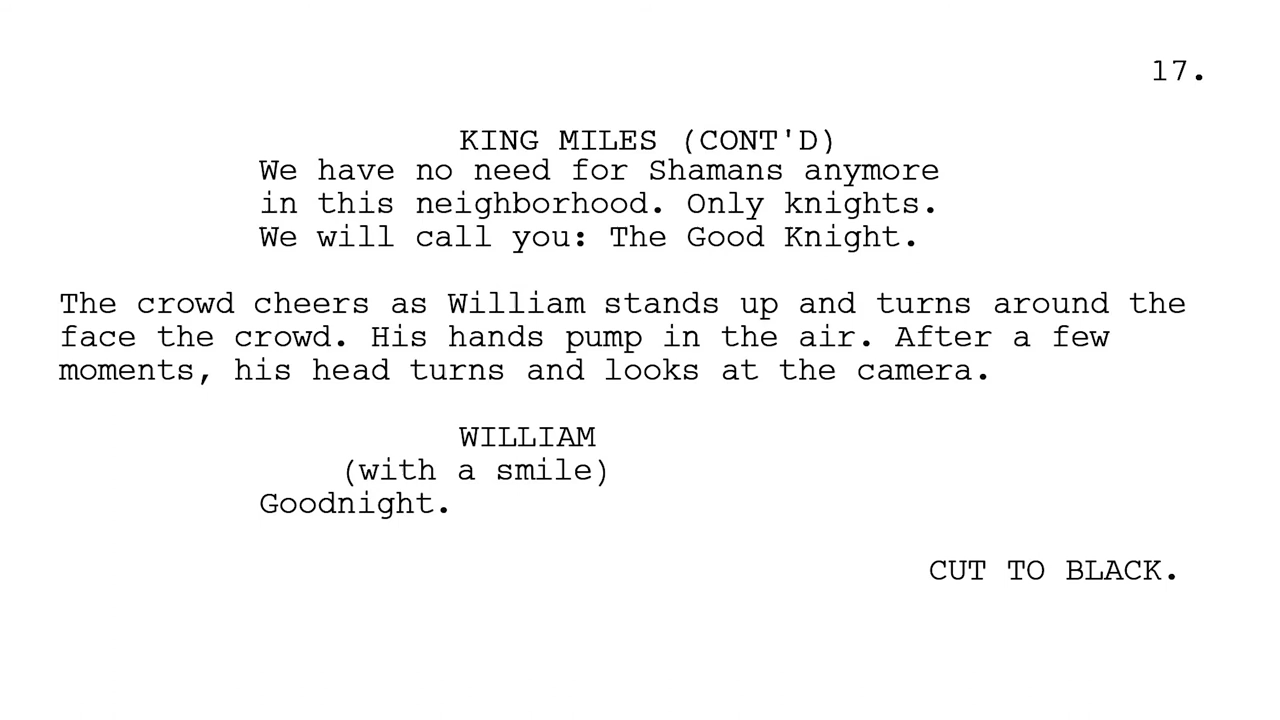 17.
KING MILES (CONT'D)
We have no need for Shamans anymore
in this neighborhood. Only knights.
We will call you: The Good Knight.
The crowd cheers as William stands up and turns around the
face the crowd. His hands pump in the air. After a few
moments, his head turns and looks at the camera.
WILLIAM
(with a smile)
Goodnight.
CUT TO BLACK.